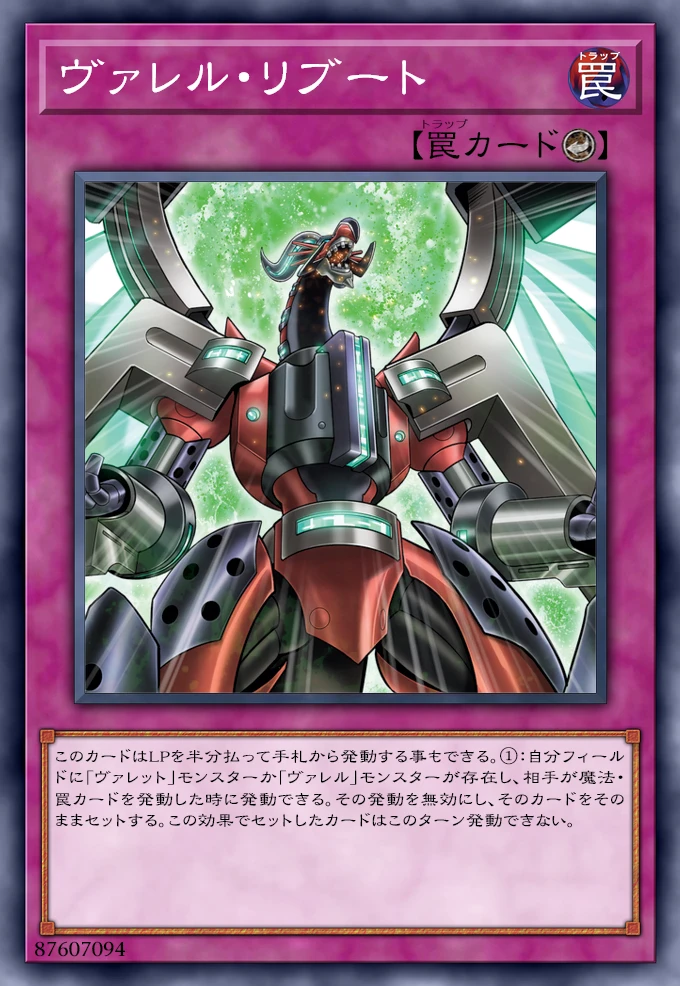 ヴァレル・リブート
トラップ
罠
トラップ
【罠カード】
このカードはLPを半分払って手札から発動する事もできる。①：自分フィール
ドに「ヴァレット」モンスターか「ヴァレル」モンスターが存在し、相手が魔法・
罠カードを発動した時に発動できる。その発動を無効にし、そのカードをその
ままセットする。この効果でセットしたカードはこのターン発動できない。
87607094